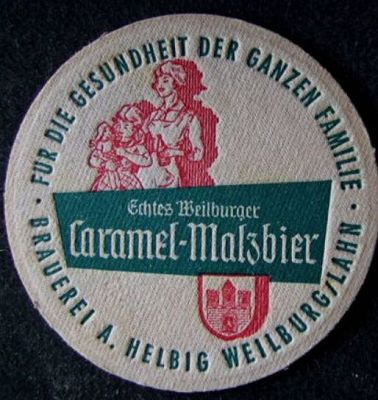 · FÜR DIE GESUNDHEIT DER GANZEN FAMILIE ·
Echtes Weilburger
Caramel-Malzbier
BRAUEREI A. HELBIG WEILBURG/LAHN